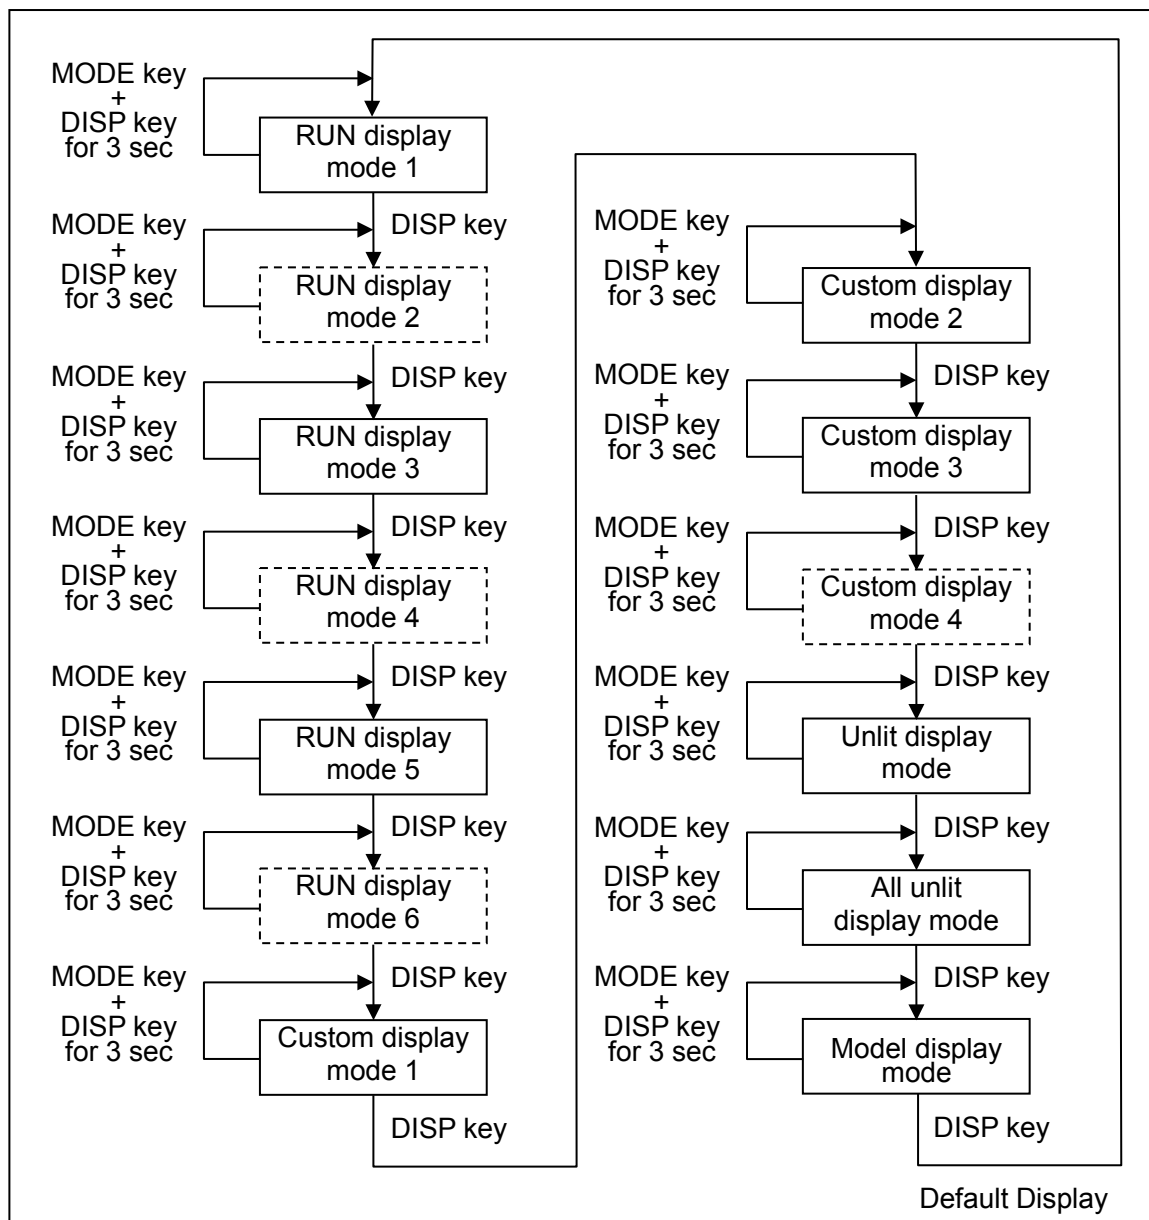 MODE key
+
DISP key
for 3 sec
RUN display
mode 1
DISP key
MODE key
+
DISP key
for 3 sec
RUN display
mode 2
DISP key
MODE key
+
DISP key
for 3 sec
RUN display
mode 3
DISP key
MODE key
+
DISP key
for 3 sec
RUN display
mode 4
DISP key
MODE key
+
DISP key
for 3 sec
RUN display
mode 5
DISP key
MODE key
+
DISP key
for 3 sec
RUN display
mode 6
DISP key
MODE key
+
DISP key
for 3 sec
Custom display
mode 1
DISP key
MODE key
+
DISP key
for 3 sec
Custom display
mode 2
DISP key
MODE key
+
DISP key
for 3 sec
Custom display
mode 3
DISP key
MODE key
+
DISP key
for 3 sec
Custom display
mode 4
DISP key
MODE key
+
DISP key
for 3 sec
Unlit display
mode
DISP key
MODE key
+
DISP key
for 3 sec
All unlit
display mode
DISP key
MODE key
+
DISP key
for 3 sec
Model display
mode
DISP key
Default Display